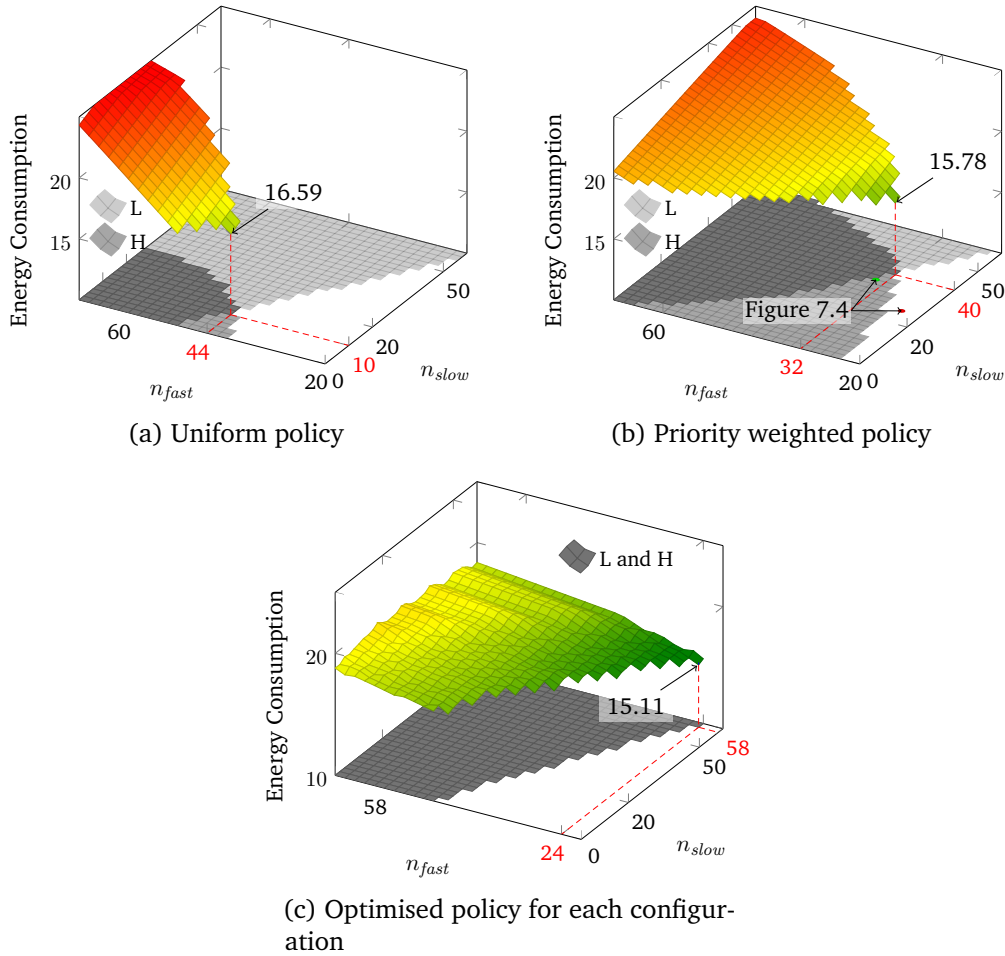 Energy Consumption
20
15
L
H
16.59
60
44
20
0
10
20
50
n_fast
n_slow
(a) Uniform policy
Energy Consumption
20
15
L
H
15.78
Figure 7.4
60
32
20
0
20
40
50
n_fast
n_slow
(b) Priority weighted policy
Energy Consumption
20
10
L and H
15.11
58
24
0
20
50
58
n_fast
n_slow
(c) Optimised policy for each configur-
ation